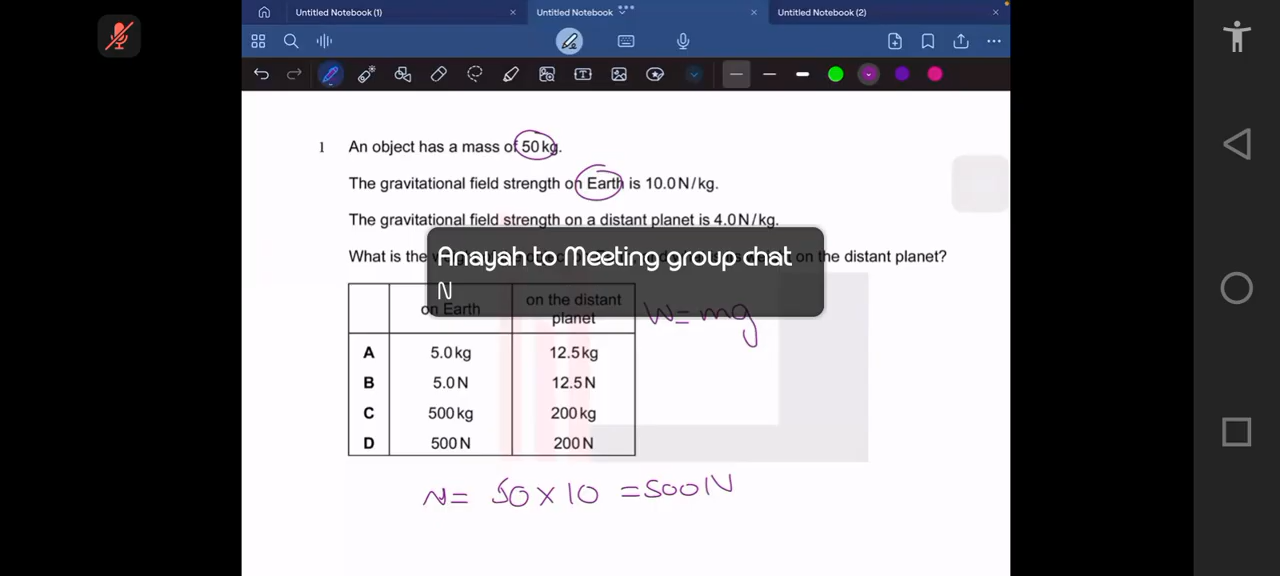 Untitled Notebook (1)
Untitled Notebook
Untitled Notebook (2)
1 An object has a mass of 50 kg.
The gravitational field strength on Earth is 10.0 N/kg.
The gravitational field strength on a distant planet is 4.0 N/kg.
What is the on the distant planet?
Anayah to Meeting group chat
N
on Earth
on the distant planet
W = mg
A 5.0 kg 12.5 kg
B 5.0 N 12.5 N
C 500 kg 200 kg
D 500 N 200 N
= 50 × 10 = 500 N